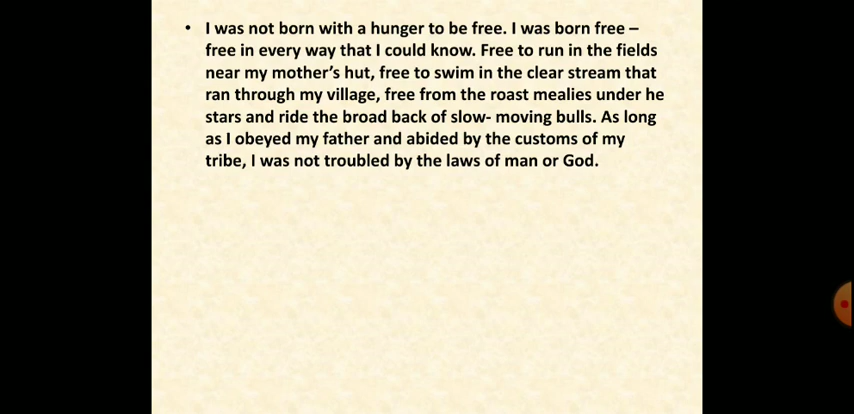 • I was not born with a hunger to be free. I was born free –
free in every way that I could know. Free to run in the fields
near my mother's hut, free to swim in the clear stream that
ran through my village, free from the roast mealies under he
stars and ride the broad back of slow- moving bulls. As long
as I obeyed my father and abided by the customs of my
tribe, I was not troubled by the laws of man or God.